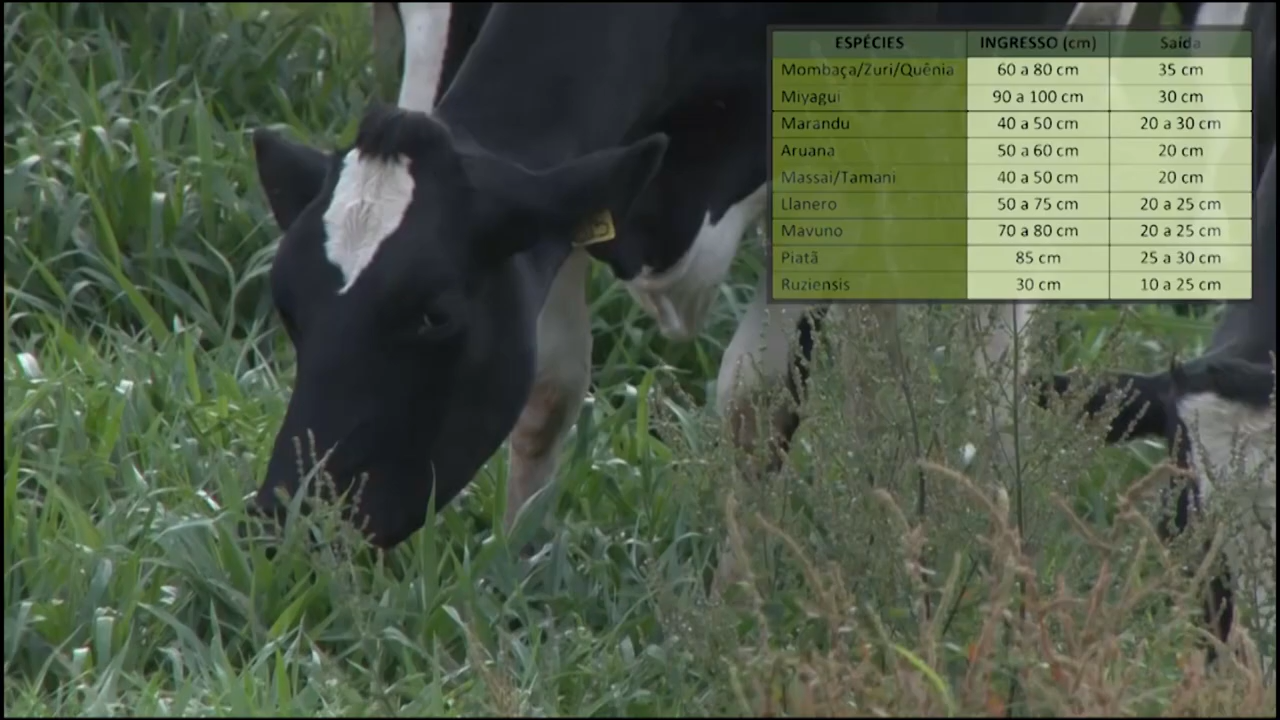 ESPÉCIES INGRESSO (cm) Saída
Mombaça/Zuri/Quênia 60 a 80 cm 35 cm
Miyagui 90 a 100 cm 30 cm
Marandu 40 a 50 cm 20 a 30 cm
Aruana 50 a 60 cm 20 cm
Massai/Tamani 40 a 50 cm 20 cm
Llanero 50 a 75 cm 20 a 25 cm
Mavuno 70 a 80 cm 20 a 25 cm
Piatã 85 cm 25 a 30 cm
Ruziensis 30 cm 10 a 25 cm